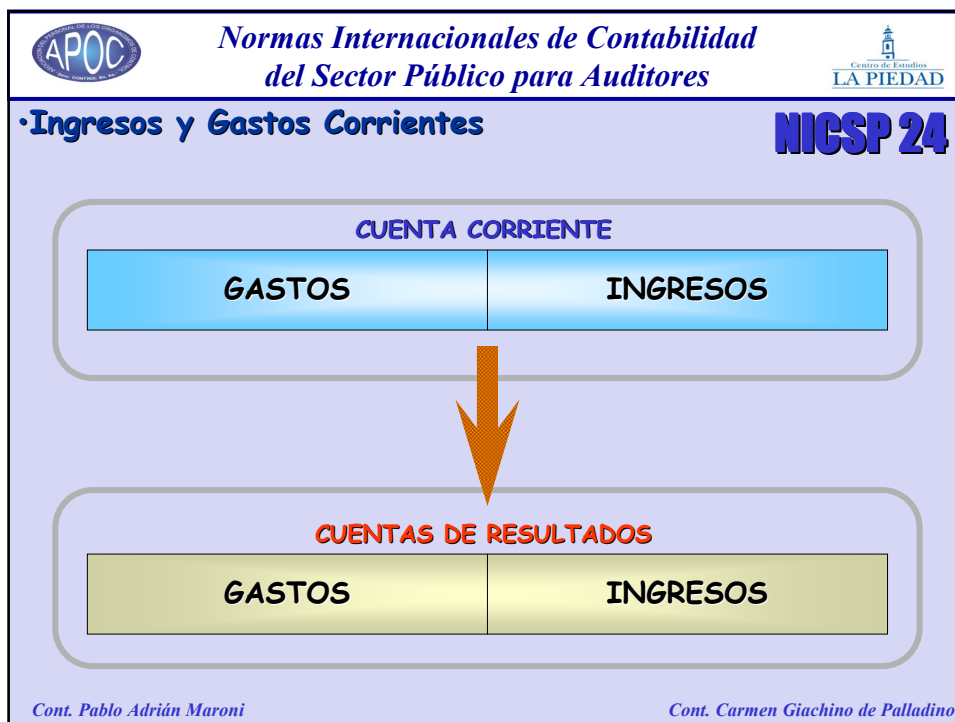 APOC
Normas Internacionales de Contabilidad
del Sector Público para Auditores
Centro de Estudios
LA PIEDAD
•Ingresos y Gastos Corrientes
NICSP 24
CUENTA CORRIENTE
GASTOS INGRESOS
CUENTAS DE RESULTADOS
GASTOS INGRESOS
Cont. Pablo Adrián Maroni
Cont. Carmen Giachino de Palladino